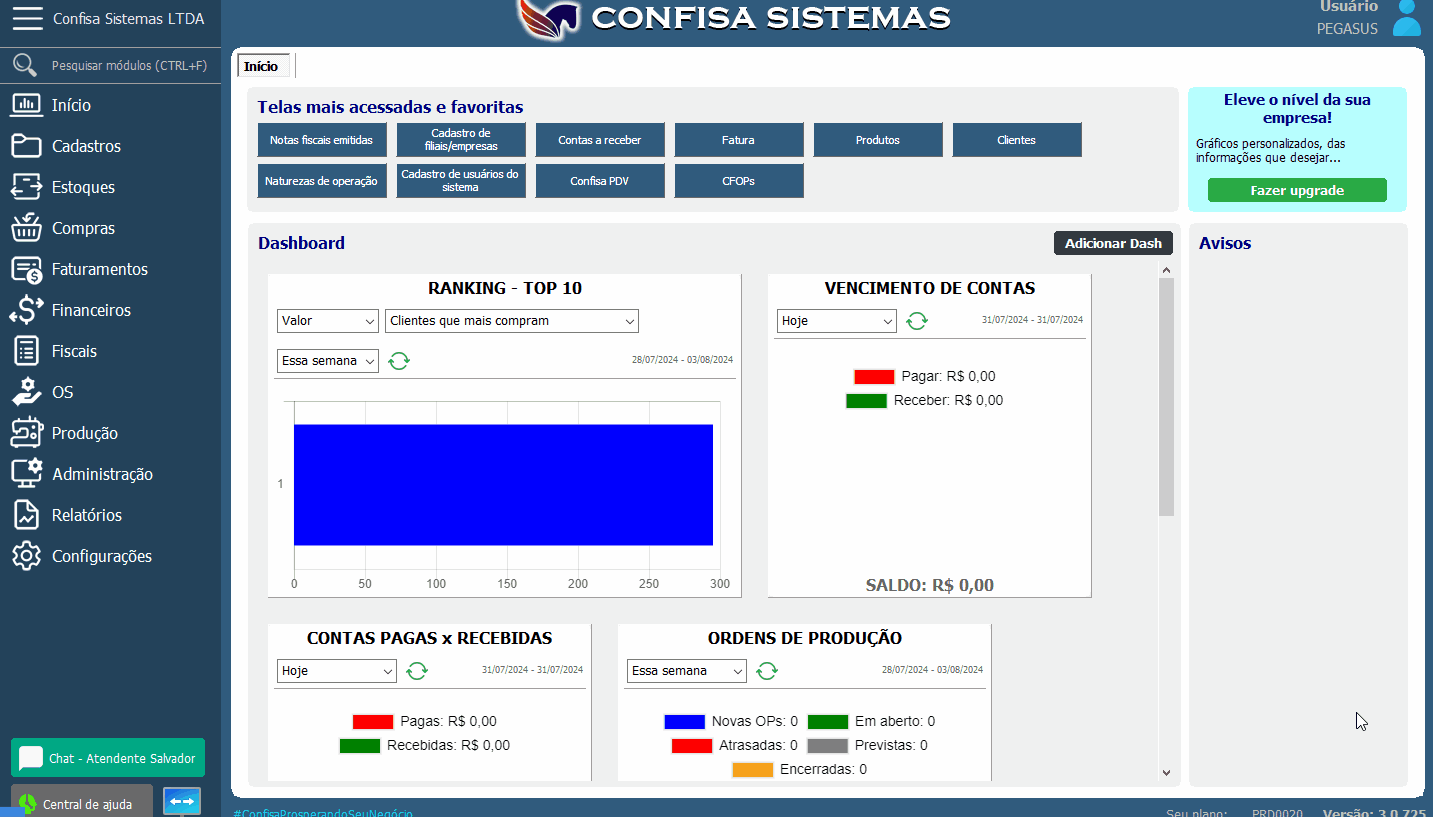 Confisa Sistemas LTDA
CONFISA SISTEMAS
Usuário
PEGASUS
Pesquisar módulos (CTRL+F)
Início
Cadastros
Estoques
Compras
Faturamentos
Financeiros
Fiscais
OS
Produção
Administração
Relatórios
Configurações
Chat - Atendente Salvador
Central de ajuda
Início
Telas mais acessadas e favoritas
Notas fiscais emitidas
Cadastro de
filiais/empresas
Contas a receber
Fatura
Produtos
Clientes
Naturezas de operação
Cadastro de usuários do
sistema
Confisa PDV
CFOPs
Eleve o nível da sua
empresa!
Gráficos personalizados, das
informações que desejar...
Fazer upgrade
Dashboard
Adicionar Dash
RANKING - TOP 10
Valor
Clientes que mais compram
Essa semana
28/07/2024 - 03/08/2024
1
0 50 100 150 200 250 300
VENCIMENTO DE CONTAS
Hoje
31/07/2024 - 31/07/2024
Pagar: R$ 0,00
Receber: R$ 0,00
SALDO: R$ 0,00
CONTAS PAGAS x RECEBIDAS
Hoje
31/07/2024 - 31/07/2024
Pagas: R$ 0,00
Recebidas: R$ 0,00
ORDENS DE PRODUÇÃO
Essa semana
28/07/2024 - 03/08/2024
Novas OPs: 0 Em aberto: 0
Atrasadas: 0 Previstas: 0
Encerradas: 0
Avisos
#ConfisaProsperandoSeuNegócio
Seu plano: PRD0020 Versão: 3.0.725